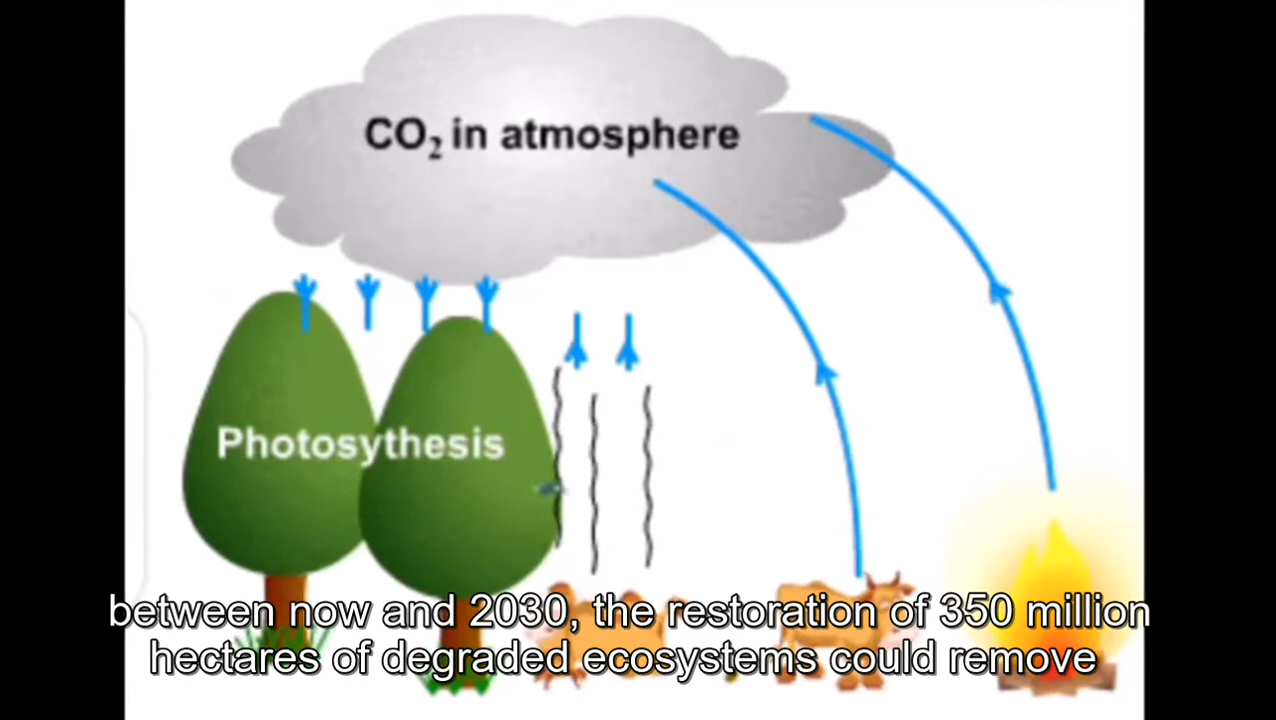 CO₂ in atmosphere
Photosythesis
between now and 2030, the restoration of 350 million
hectares of degraded ecosystems could remove